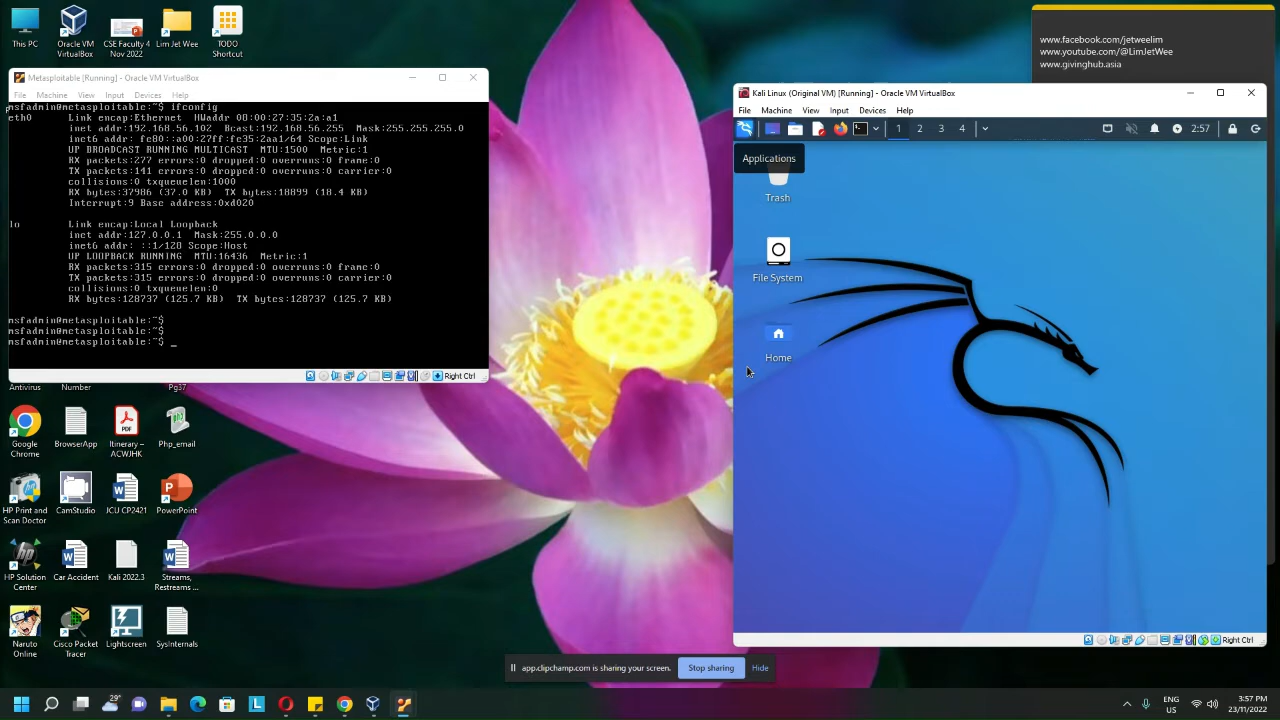 This PC
Oracle VM
VirtualBox
CSE Faculty 4
Nov 2022
Lim Jet Wee
TODO
Shortcut
www.facebook.com/jetweelim
www.youtube.com/@LimJetWee
www.givinghub.asia
Metasploitable [Running] - Oracle VM VirtualBox
File Machine View Input Devices Help
msfadmin@metasploitable:~$ ifconfig
eth0 Link encap:Ethernet HWaddr 08:00:27:35:2a:a1
inet addr:192.168.56.102 Bcast:192.168.56.255 Mask:255.255.255.0
inet6 addr: fe80::a00:27ff:fe35:2aa1/64 Scope:Link
UP BROADCAST RUNNING MULTICAST MTU:1500 Metric:1
RX packets:277 errors:0 dropped:0 overruns:0 frame:0
TX packets:141 errors:0 dropped:0 overruns:0 carrier:0
collisions:0 txqueuelen:1000
RX bytes:37986 (37.0 KB) TX bytes:18899 (18.4 KB)
Interrupt:9 Base address:0xd020
lo Link encap:Local Loopback
inet addr:127.0.0.1 Mask:255.0.0.0
inet6 addr: ::1/128 Scope:Host
UP LOOPBACK RUNNING MTU:16436 Metric:1
RX packets:315 errors:0 dropped:0 overruns:0 frame:0
TX packets:315 errors:0 dropped:0 overruns:0 carrier:0
collisions:0 txqueuelen:0
RX bytes:128737 (125.7 KB) TX bytes:128737 (125.7 KB)
msfadmin@metasploitable:~$
msfadmin@metasploitable:~$
msfadmin@metasploitable:~$ _
Right Ctrl
Kali Linux (Original VM) [Running] - Oracle VM VirtualBox
File Machine View Input Devices Help
1 2 3 4 2:57
Applications
Trash
File System
Home
Right Ctrl
Antivirus
Number
Pg37
Google
Chrome
BrowserApp
PDF
Itinerary –
ACWJHK
Php_email
HP Print and
Scan Doctor
CamStudio
JCU CP2421
PowerPoint
HP Solution
Center
Car Accident
Kali 2022.3
Streams,
Restreams ...
Naruto
Online
Cisco Packet
Tracer
Lightscreen
SysInternals
app.clipchamp.com is sharing your screen. Stop sharing Hide
29°
ENG
US
3:57 PM
23/11/2022